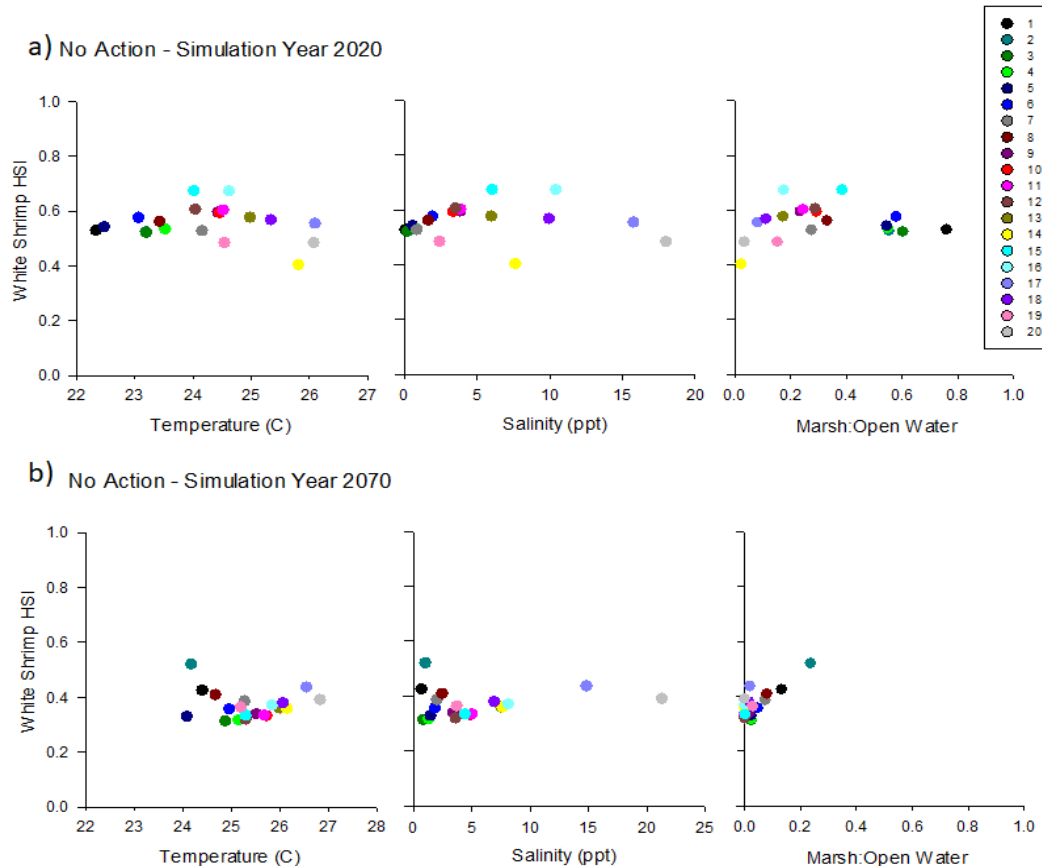 a) No Action - Simulation Year 2020
1
2
3
4
5
6
7
8
9
10
11
12
13
14
15
16
17
18
19
20
White Shrimp HSI
1.0
0.8
0.6
0.4
0.2
0.0
22 23 24 25 26 27
0 5 10 15 20
0.0 0.2 0.4 0.6 0.8 1.0
Temperature (C)
Salinity (ppt)
Marsh:Open Water
b) No Action - Simulation Year 2070
White Shrimp HSI
1.0
0.8
0.6
0.4
0.2
0.0
22 23 24 25 26 27 28
0 5 10 15 20 25
0.0 0.2 0.4 0.6 0.8 1.0
Temperature (C)
Salinity (ppt)
Marsh:Open Water